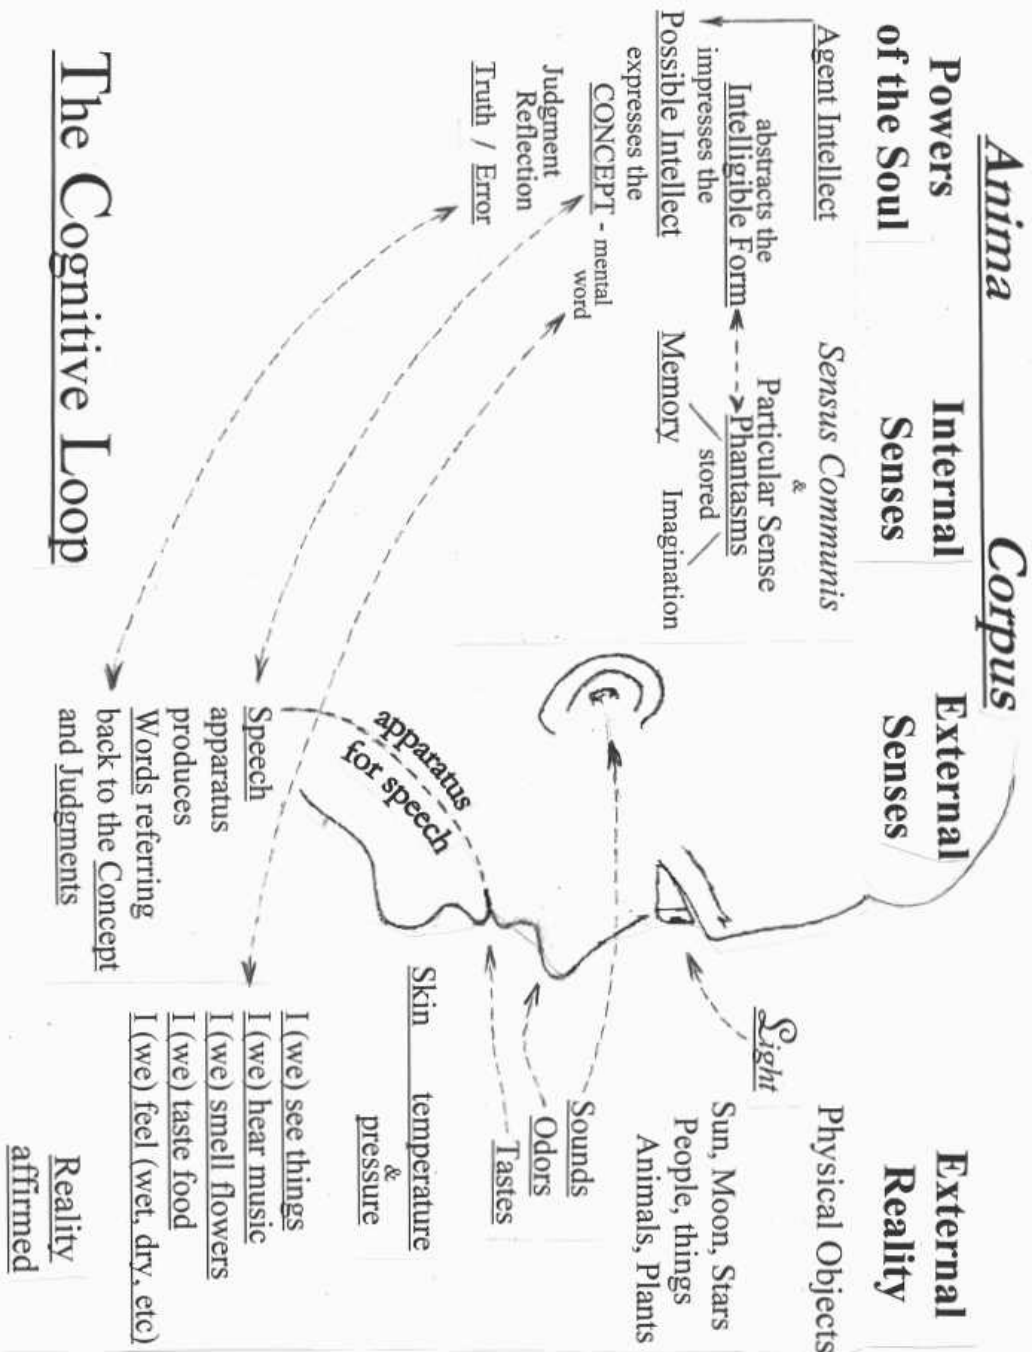 Anima
Corpus
Powers
of the Soul
Internal
Senses
External
Senses
External
Reality
Agent Intellect
abstracts the
Intelligible Form
impresses the
Possible Intellect
expresses the
CONCEPT - mental
word
Judgment
Reflection
Truth / Error
Sensus Communis
&
Particular Sense
Phantasms
stored
Memory Imagination
apparatus
for speech
Speech
apparatus
produces
Words referring
back to the Concept
and Judgments
Physical Objects
Light
Sun, Moon, Stars
People, things
Animals, Plants
Sounds
Odors
Tastes
Skin temperature
&
pressure
I (we) see things
I (we) hear music
I (we) smell flowers
I (we) taste food
I (we) feel (wet, dry, etc)
Reality
affirmed
The Cognitive Loop